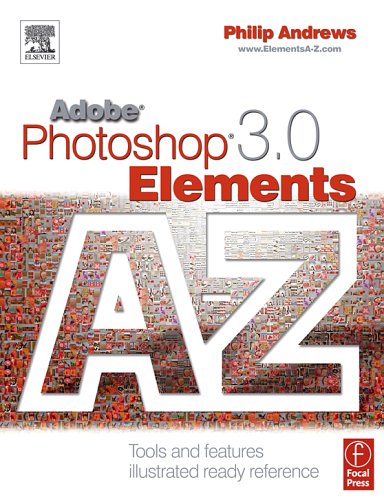 ELSEVIER
Philip Andrews
www.ElementsA-Z.com
Adobe®
Photoshop® 3.0
Elements
AZ
Tools and features
illustrated ready reference
Focal
Press